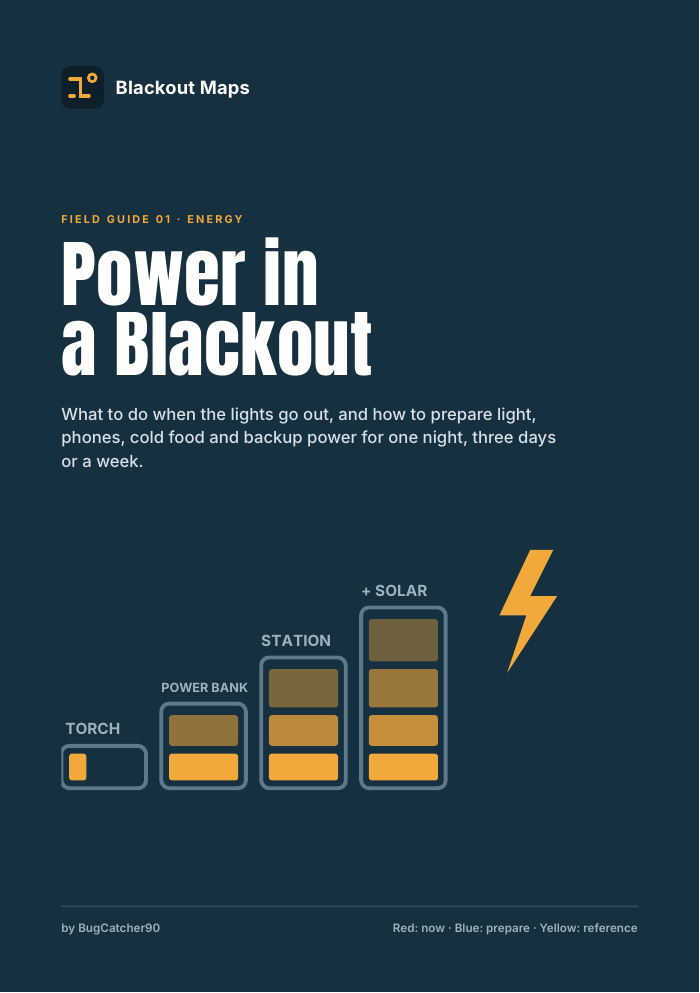 Blackout Maps
FIELD GUIDE 01 · ENERGY
Power in
a Blackout
What to do when the lights go out, and how to prepare light,
phones, cold food and backup power for one night, three days
or a week.
+ SOLAR
STATION
POWER BANK
TORCH
by BugCatcher90
Red: now · Blue: prepare · Yellow: reference